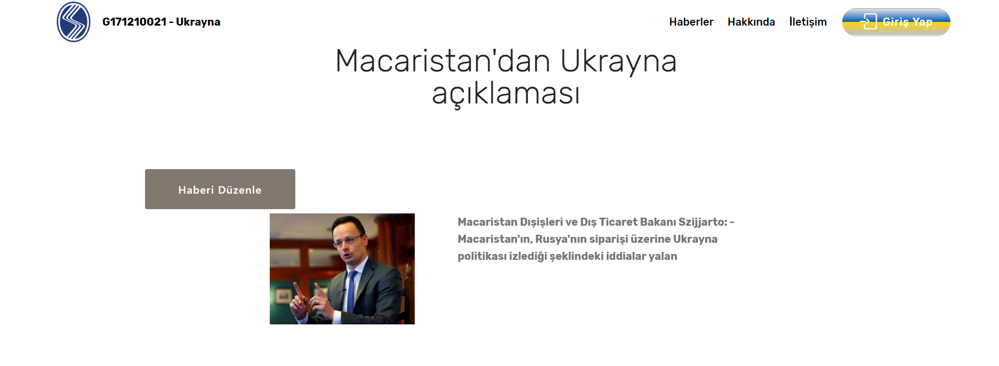 G171210021 - Ukrayna
Haberler
Hakkında
İletişim
Giriş Yap
Macaristan'dan Ukrayna
açıklaması
Haberi Düzenle
Macaristan Dışişleri ve Dış Ticaret Bakanı Szijjarto: -
Macaristan'ın, Rusya'nın siparişi üzerine Ukrayna
politikası izlediği şeklindeki iddialar yalan